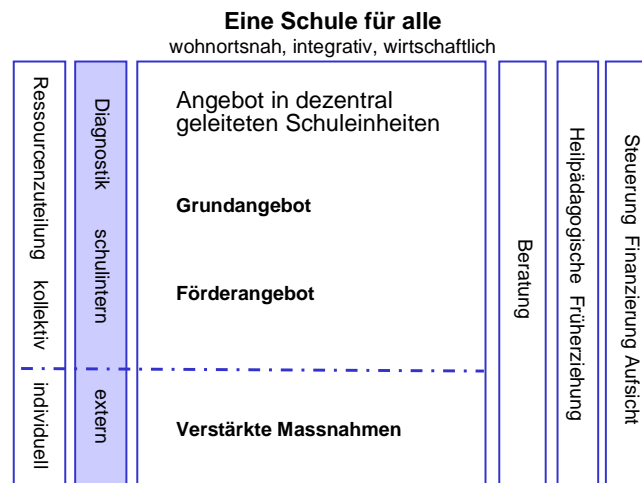 Eine Schule für alle
wohnortsnah, integrativ, wirtschaftlich
Ressourcenzuteilung kollektiv individuell
Diagnostik schulintern extern
Angebot in dezentral
geleiteten Schuleinheiten
Grundangebot
Förderangebot
Verstärkte Massnahmen
Beratung
Heilpädagogische Früherziehung
Steuerung Finanzierung Aufsicht